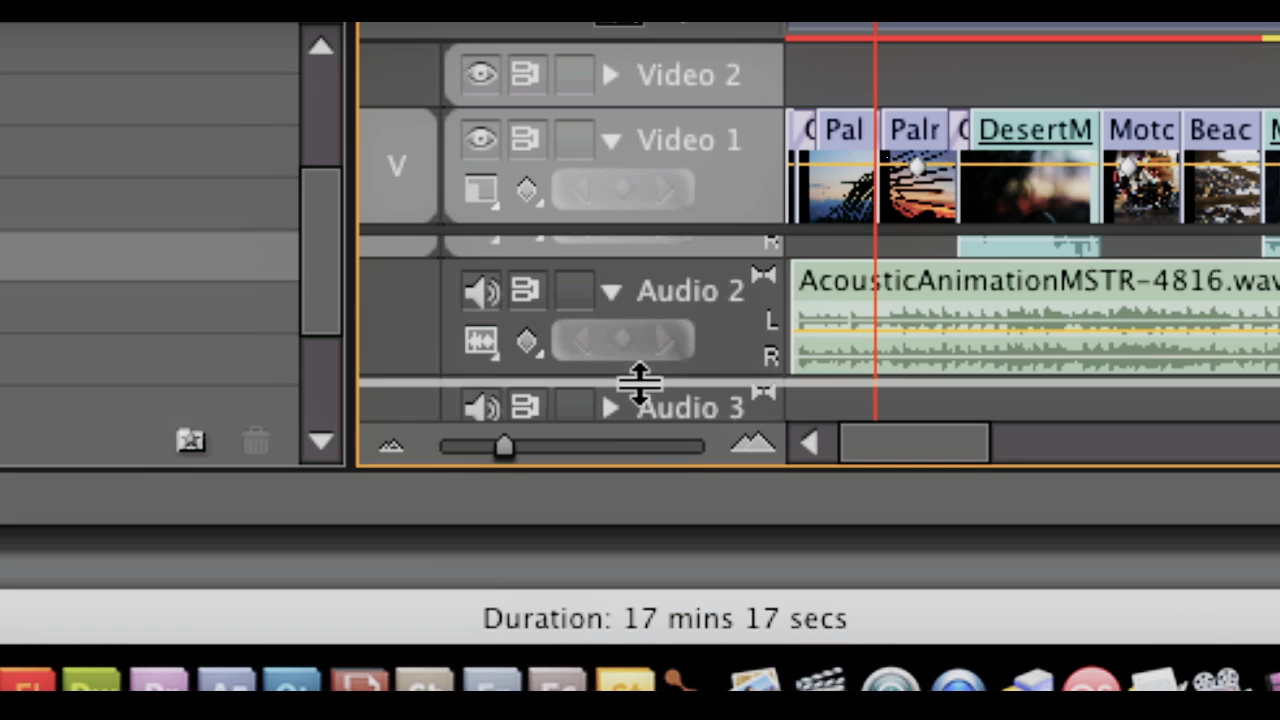 Video 2
V
Video 1
Pal
Palr
C
DesertM
Motc
Beac
R
Audio 2
L
R
AcousticAnimationMSTR-4816.wav
Audio 3
Duration: 17 mins 17 secs